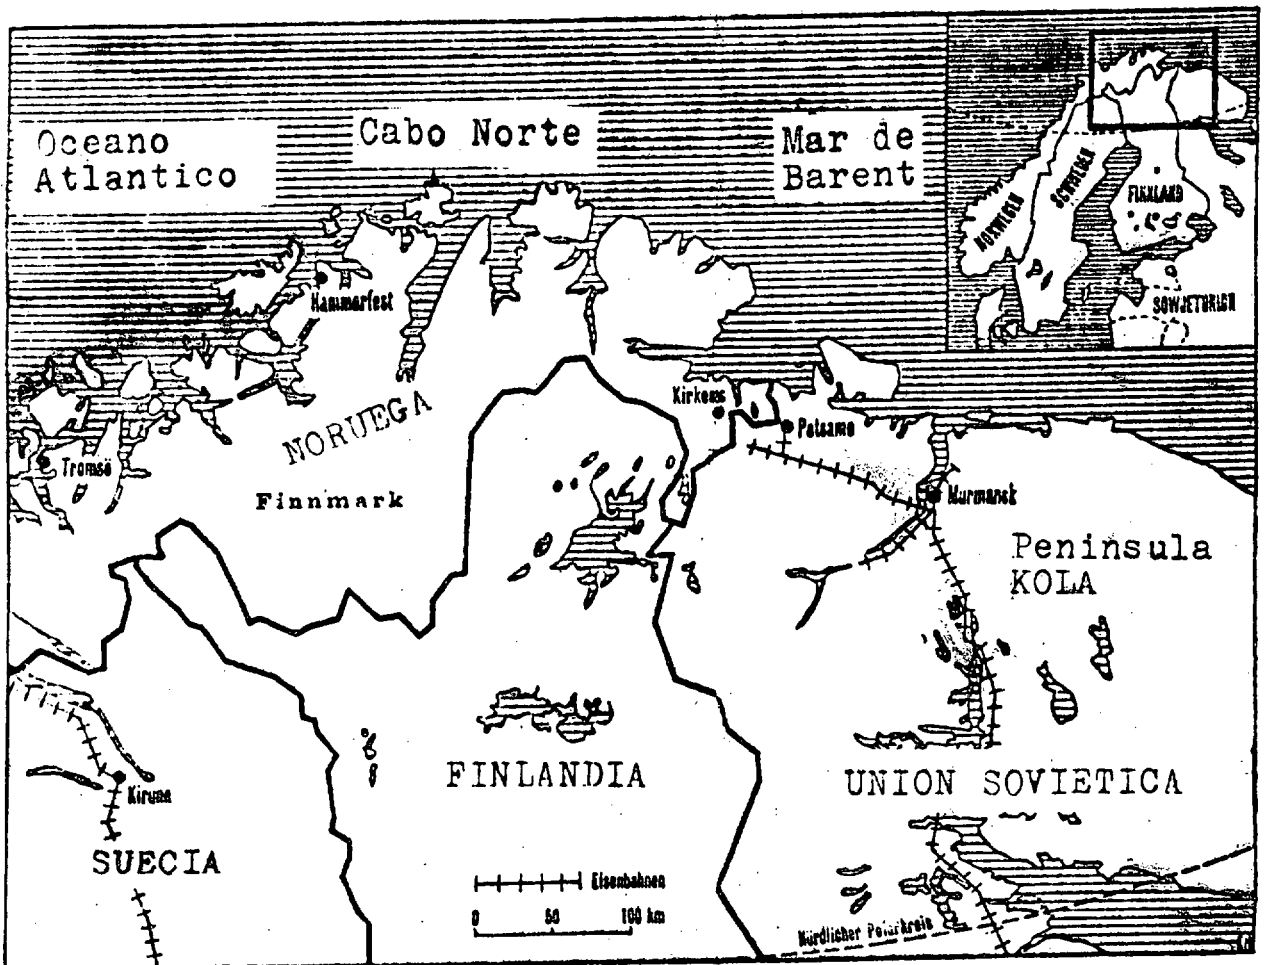 Oceano
Atlantico
Cabo Norte
Mar de
Barent
NORWEGEN
SCHWEDEN
FINNLAND
SOWJETUNION
Hammarfest
Kirkenes
Petsamo
NORUEGA
Tromsö
Finnmark
Murmansk
Peninsula
KOLA
FINLANDIA
UNION SOVIETICA
Kiruna
SUECIA
Eisenbahnen
0 50 100 km
Nördlicher Polarkreis